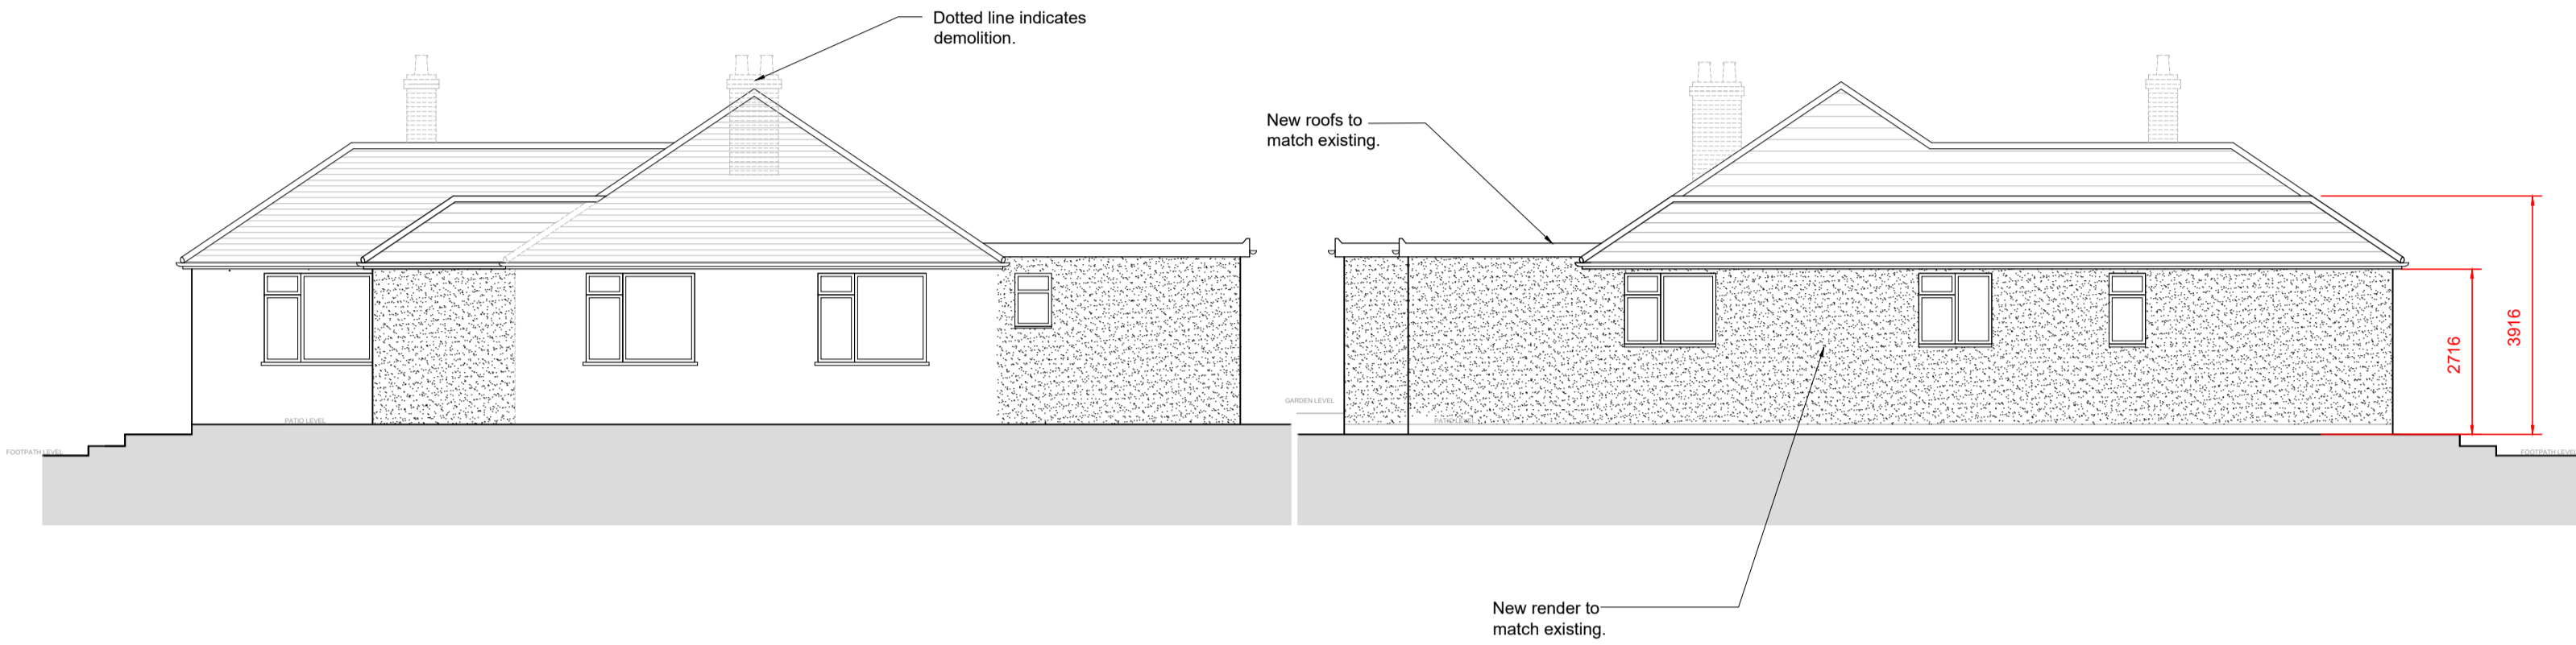 Dotted line indicates
demolition.
New roofs to
match existing.
3916
2716
GARDEN LEVEL
PATIO LEVEL
PATIO LEVEL
FOOTPATH LEVEL
FOOTPATH LEVEL
New render to
match existing.